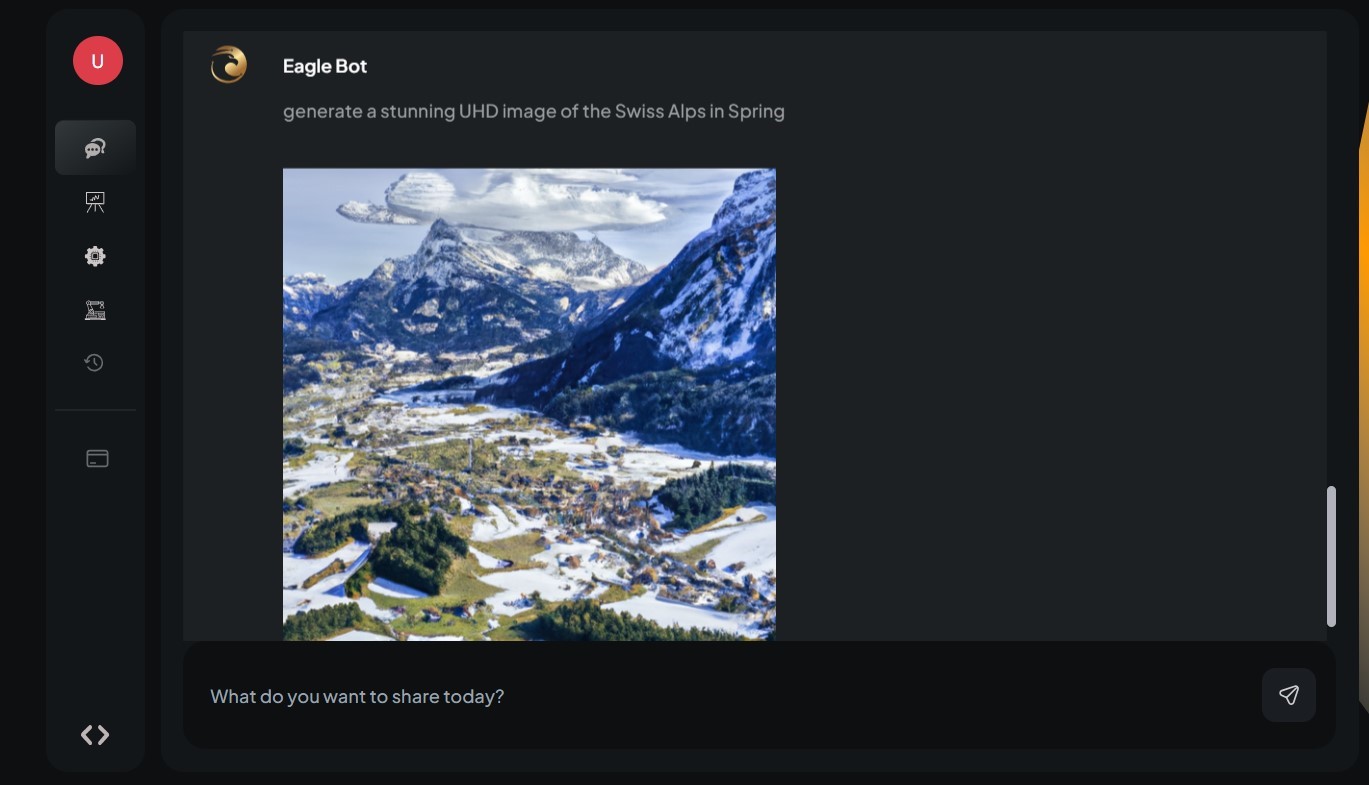 U
Eagle Bot
generate a stunning UHD image of the Swiss Alps in Spring
What do you want to share today?